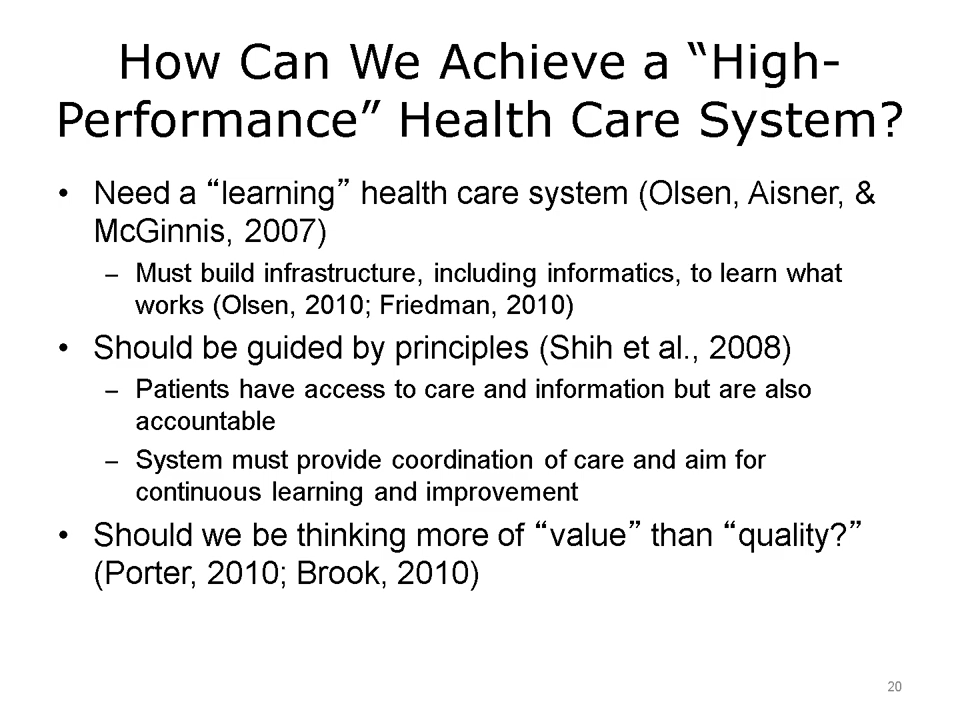 How Can We Achieve a “High-
Performance” Health Care System?
• Need a “learning” health care system (Olsen, Aisner, &
McGinnis, 2007)
– Must build infrastructure, including informatics, to learn what
works (Olsen, 2010; Friedman, 2010)
• Should be guided by principles (Shih et al., 2008)
– Patients have access to care and information but are also
accountable
– System must provide coordination of care and aim for
continuous learning and improvement
• Should we be thinking more of “value” than “quality?”
(Porter, 2010; Brook, 2010)
20